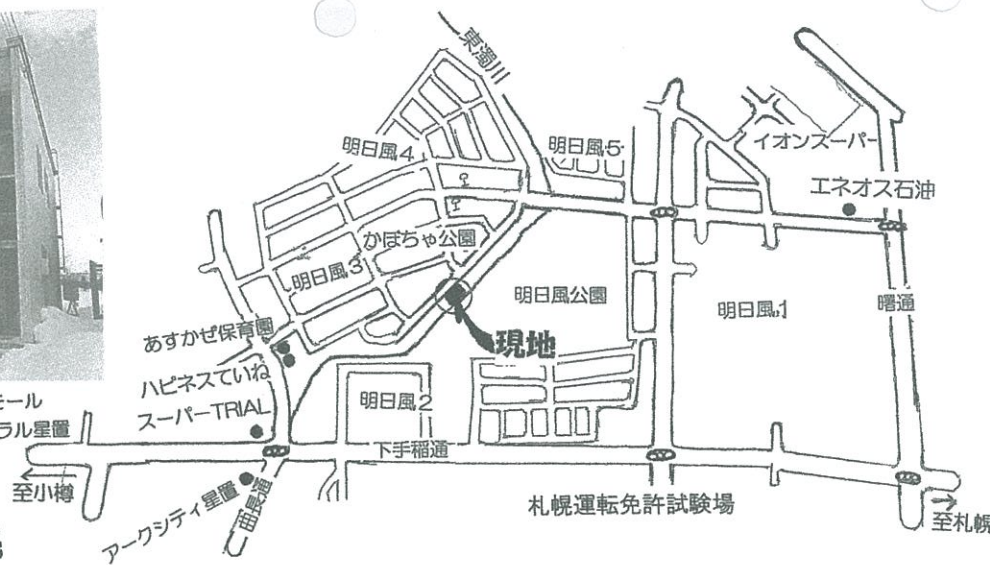 東濁川
明日風4
明日風5
イオンスーパー
エネオス石油
かぼちゃ公園
明日風3
明日風公園
明日風1
曙通
あすかぜ保育園
現地
ハピネスていね
明日風2
スーパーTRIAL
モール
ラル星置
下手稲通
至小樽
アークシティ星置
曲長通
札幌運転免許試験場
至札幌